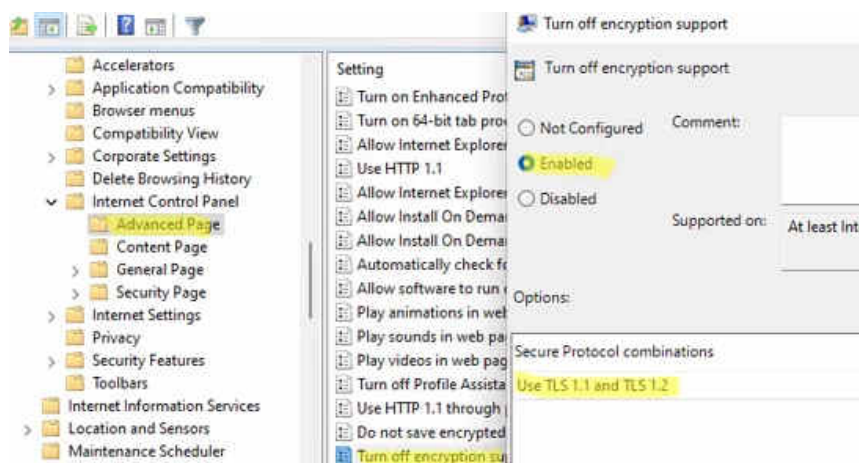 Turn off encryption support
Accelerators
Application Compatibility
Browser menus
Compatibility View
Corporate Settings
Delete Browsing History
Internet Control Panel
Advanced Page
Content Page
General Page
Security Page
Internet Settings
Privacy
Security Features
Toolbars
Internet Information Services
Location and Sensors
Maintenance Scheduler
Setting
Turn on Enhanced Pro
Turn on 64-bit tab pro
Allow Internet Explorer
Use HTTP 1.1
Allow Internet Explorer
Allow Install On Dema
Allow Install On Dema
Automatically check f
Allow software to run
Play animations in we
Play sounds in web pa
Play videos in web pag
Turn off Profile Assista
Use HTTP 1.1 through
Do not save encrypted
Turn off encryption su
Turn off encryption support
Not Configured
Comment:
Enabled
Disabled
Supported on:
At least Int
Options:
Secure Protocol combinations
Use TLS 1.1 and TLS 1.2